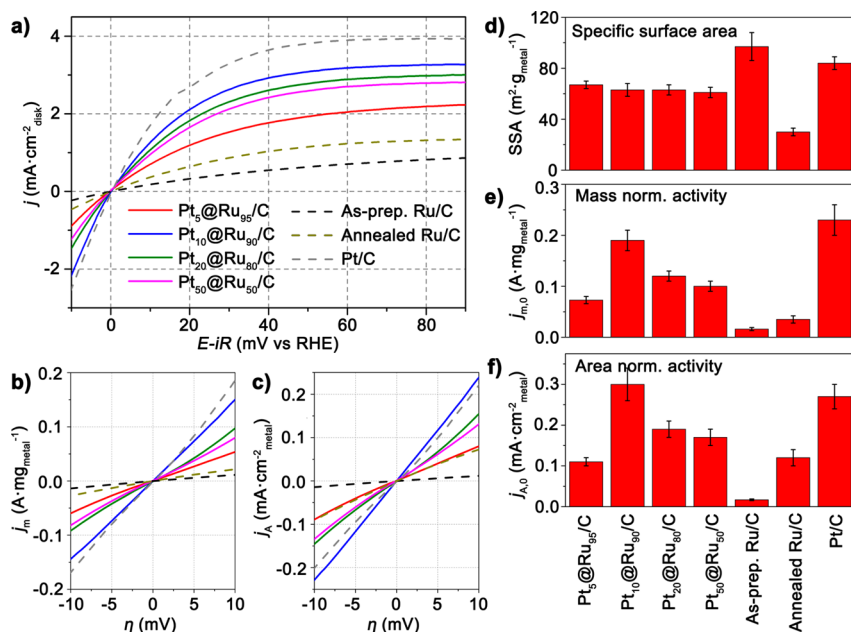 a)
4
2
0
2
4
j (mA·cm⁻²disk)
0
20
40
60
80
E-iR (mV vs RHE)
Pt₅@Ru₉₅/C
Pt₁₀@Ru₉₀/C
Pt₂₀@Ru₈₀/C
Pt₅₀@Ru₅₀/C
As-prep. Ru/C
Annealed Ru/C
Pt/C
b)
0.2
0.1
0.0
-0.1
-0.2
jm (A·mgmetal⁻¹)
-10
-5
0
5
10
η (mV)
c)
0.2
0.1
0.0
-0.1
-0.2
jA (mA·cm⁻²metal)
-10
-5
0
5
10
η (mV)
d)
Specific surface area
120
80
40
0
SSA (m²·gmetal⁻¹)
e)
Mass norm. activity
0.3
0.2
0.1
0.0
jm,0 (A·mgmetal⁻¹)
f)
Area norm. activity
0.3
0.2
0.1
0.0
jA,0 (mA·cm⁻²metal)
Pt₅@Ru₉₅/C
Pt₁₀@Ru₉₀/C
Pt₂₀@Ru₈₀/C
Pt₅₀@Ru₅₀/C
As-prep. Ru/C
Annealed Ru/C
Pt/C